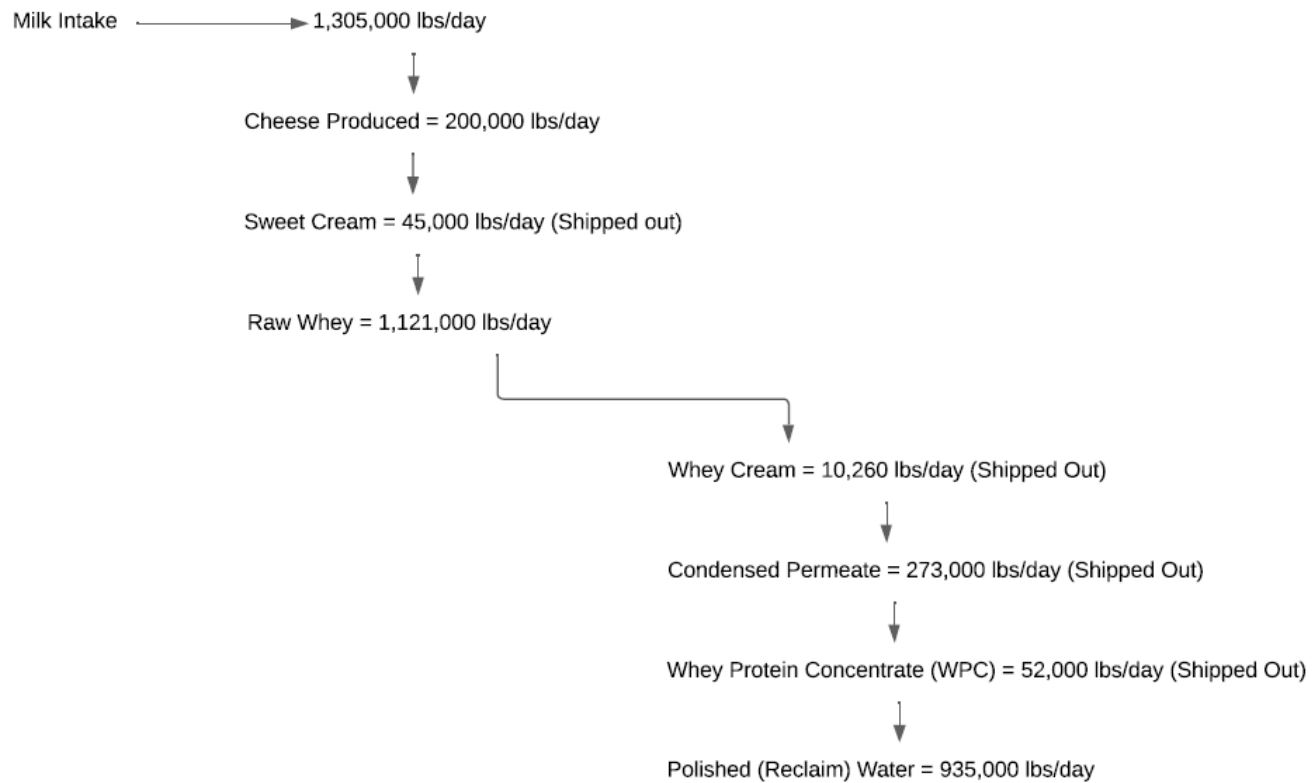 Milk Intake 1,305,000 lbs/day
Cheese Produced = 200,000 lbs/day
Sweet Cream = 45,000 lbs/day (Shipped out)
Raw Whey = 1,121,000 lbs/day
Whey Cream = 10,260 lbs/day (Shipped Out)
Condensed Permeate = 273,000 lbs/day (Shipped Out)
Whey Protein Concentrate (WPC) = 52,000 lbs/day (Shipped Out)
Polished (Reclaim) Water = 935,000 lbs/day